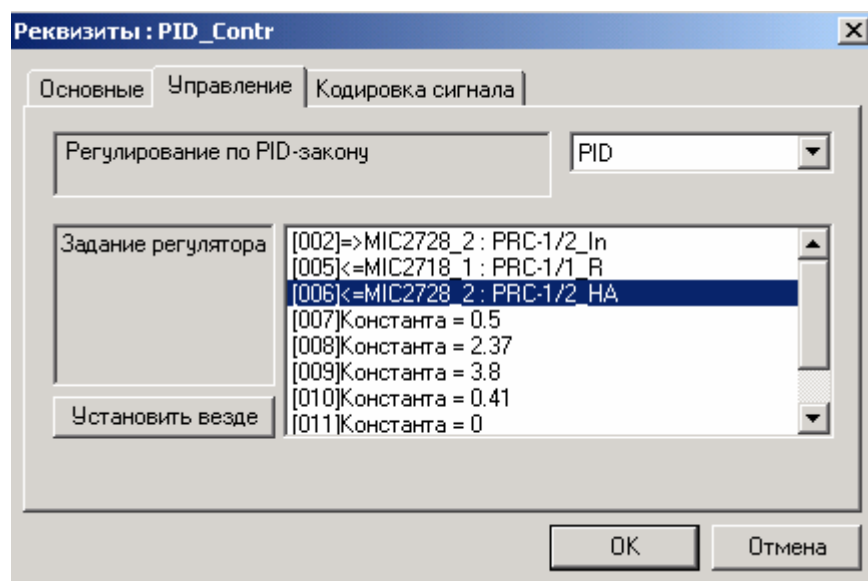 Реквизиты : PID_Contr
Основные Управление Кодировка сигнала
Регулирование по PID-закону PID
Задание регулятора
[002]=>MIC2728_2 : PRC-1/2_In
[005]<=MIC2718_1 : PRC-1/1_R
[006]<=MIC2728_2 : PRC-1/2_HA
[007]Константа = 0.5
[008]Константа = 2.37
[009]Константа = 3.8
[010]Константа = 0.41
[011]Константа = 0
Установить везде
OK Отмена